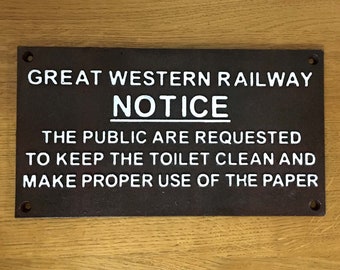 GREAT WESTERN RAILWAY
NOTICE
THE PUBLIC ARE REQUESTED
TO KEEP THE TOILET CLEAN AND
MAKE PROPER USE OF THE PAPER